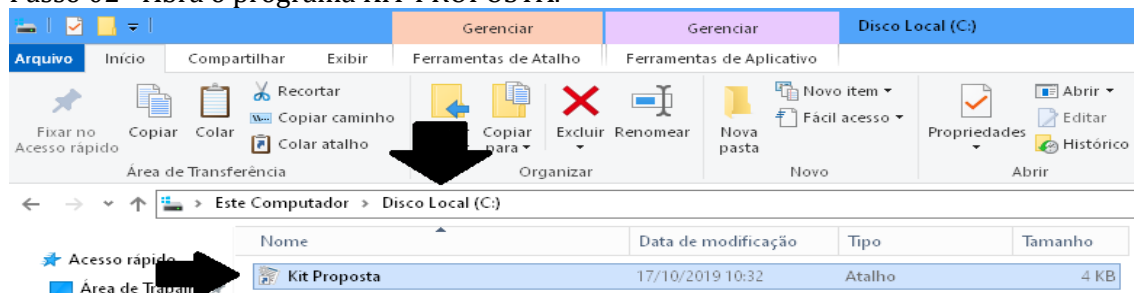 Gerenciar Gerenciar Disco Local (C:)
Arquivo Início Compartilhar Exibir Ferramentas de Atalho Ferramentas de Aplicativo
Fixar no Acesso rápido
Copiar
Colar
Recortar
Copiar caminho
Colar atalho
Copiar para
Excluir
Renomear
Nova pasta
Novo item
Fácil acesso
Propriedades
Abrir
Editar
Histórico
Área de Transferência Organizar Novo Abrir
Este Computador > Disco Local (C:)
Nome Data de modificação Tipo Tamanho
Acesso rápido
Kit Proposta 17/10/2019 10:32 Atalho 4 KB
Área de